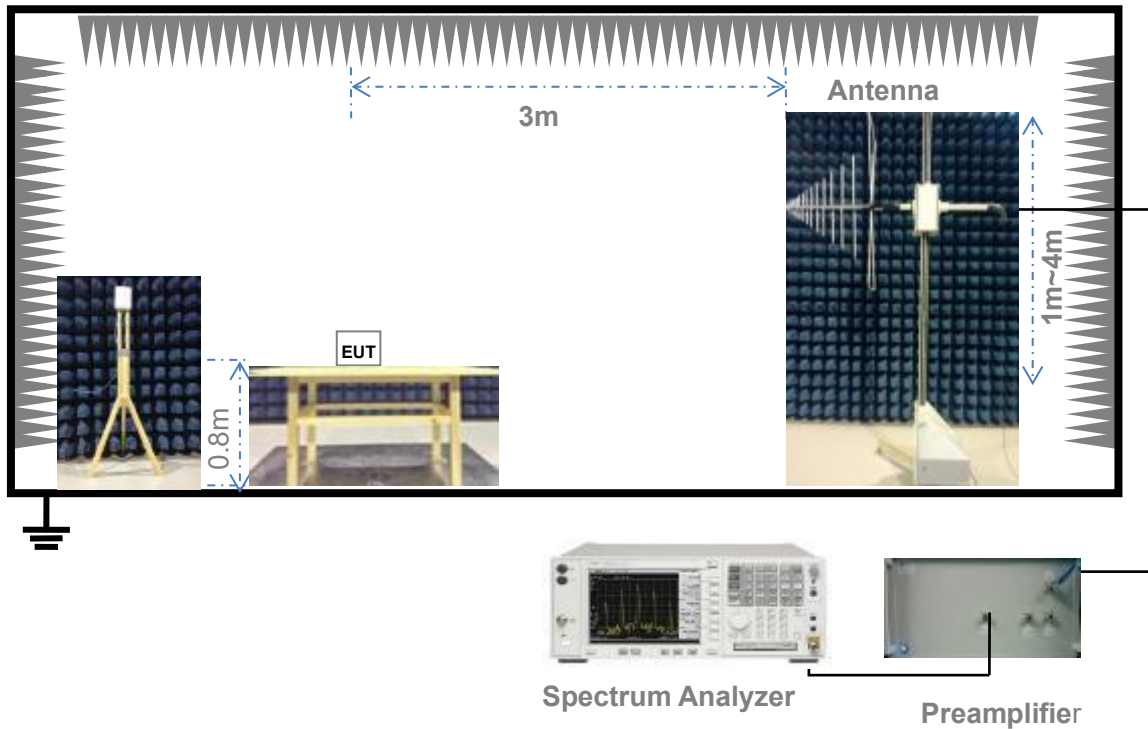 Antenna
3m
1m~4m
EUT
0.8m
Spectrum Analyzer
Preamplifier